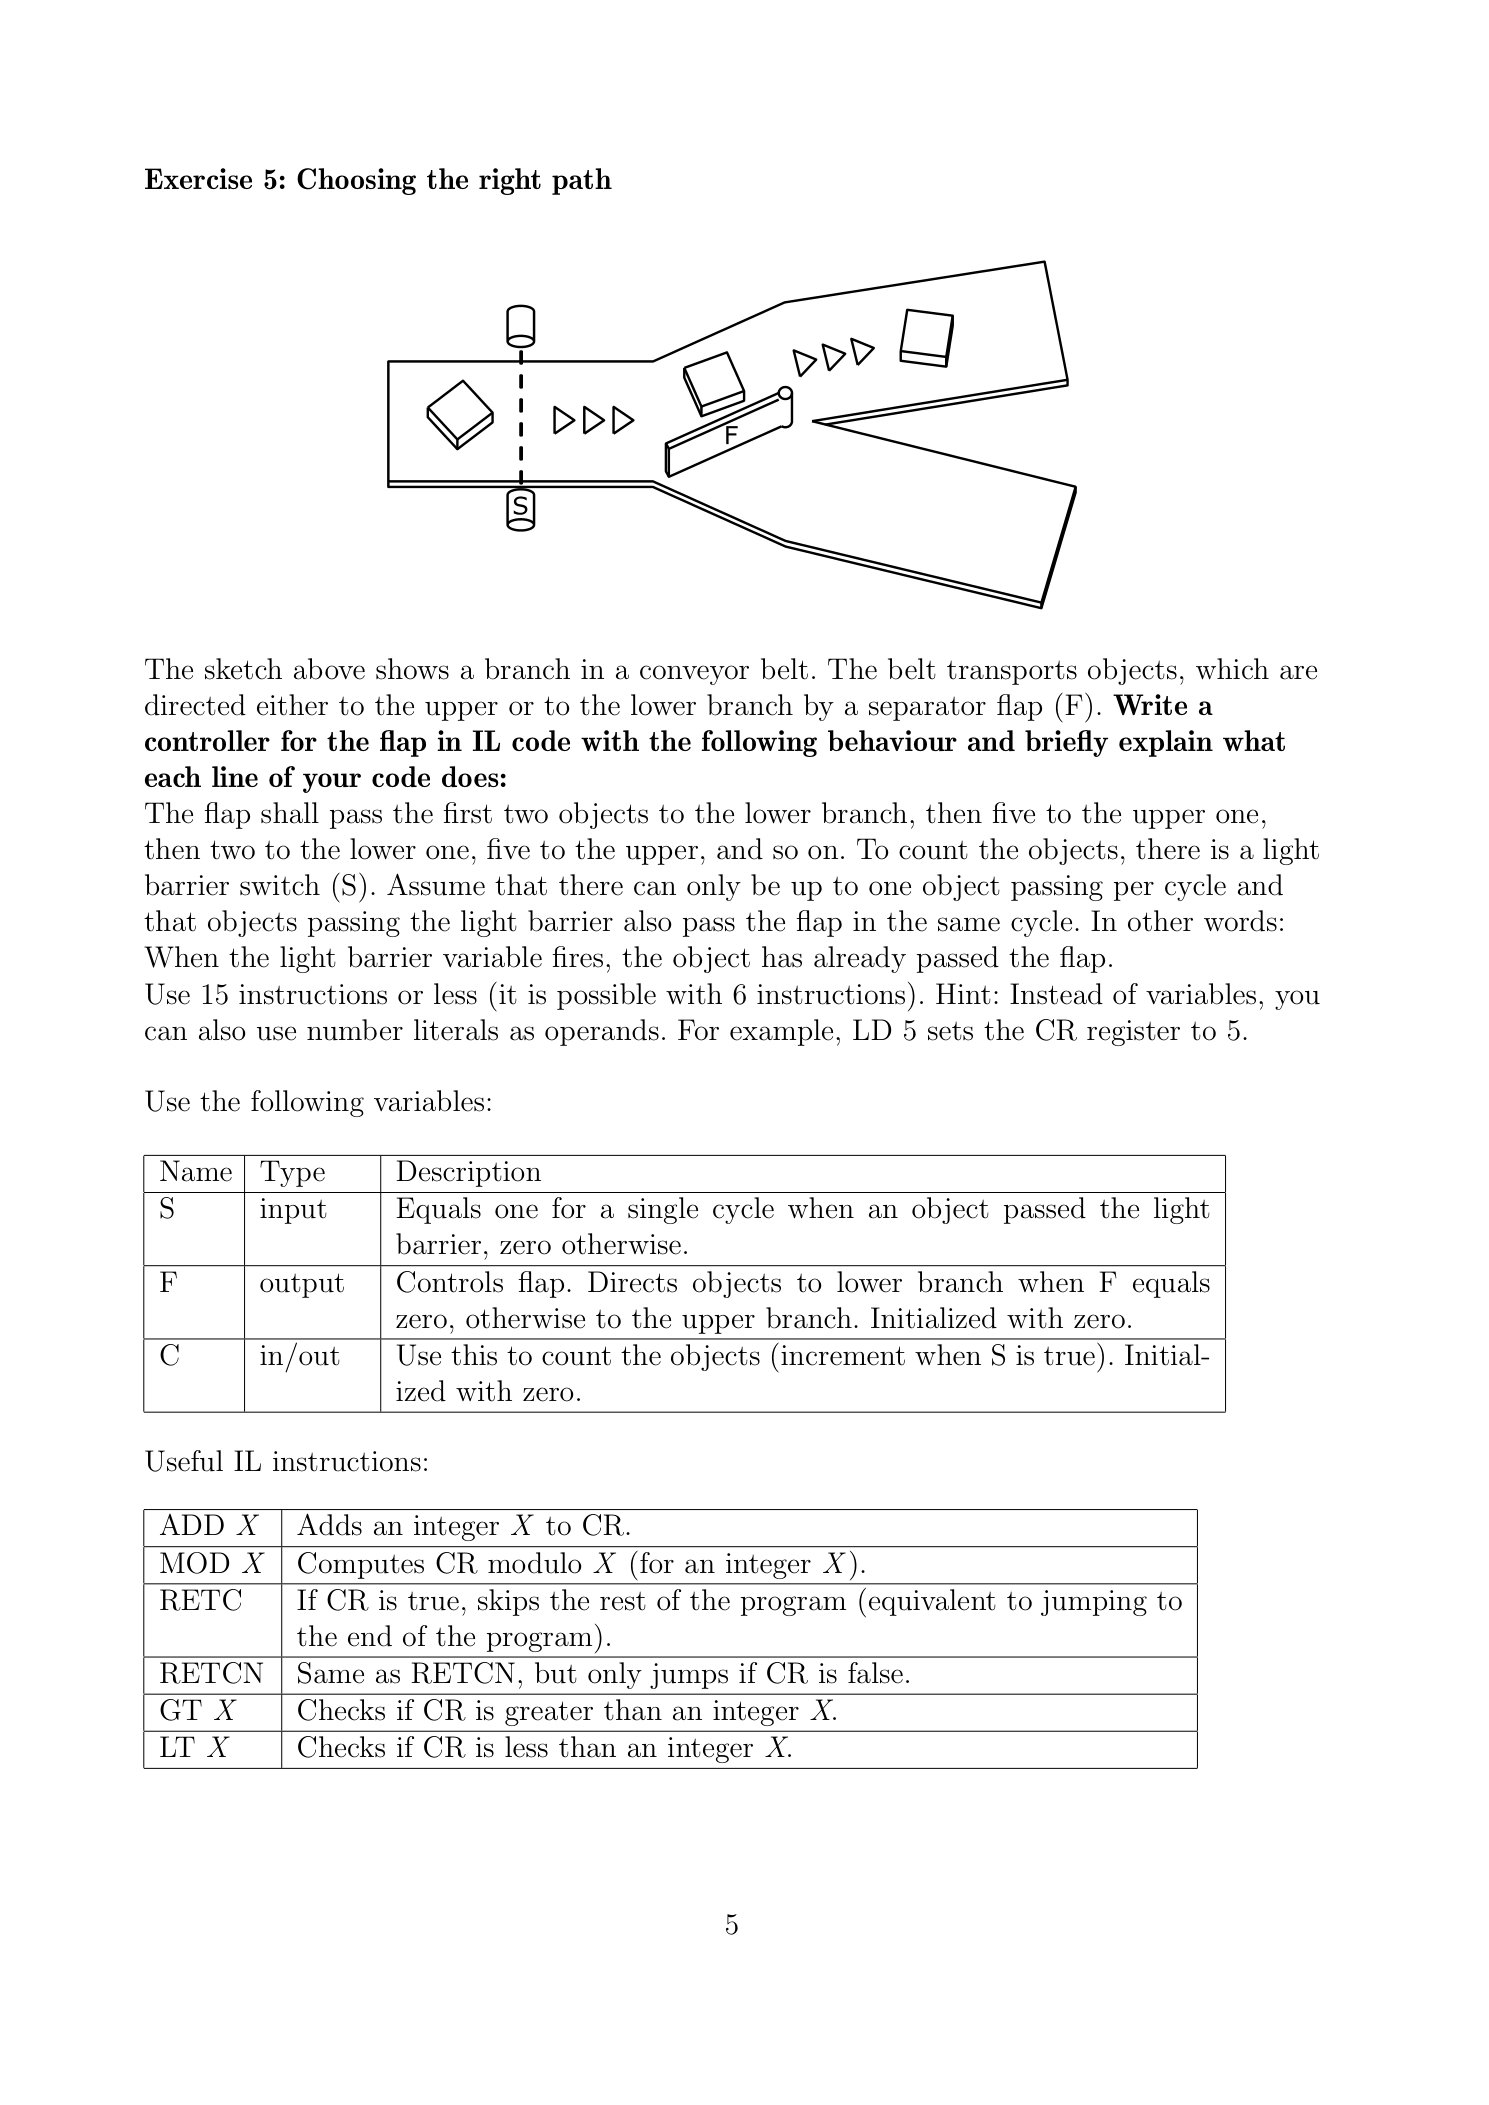 Exercise 5: Choosing the right path
F
S
The sketch above shows a branch in a conveyor belt. The belt transports objects, which are
directed either to the upper or to the lower branch by a separator flap (F). Write a
controller for the flap in IL code with the following behaviour and briefly explain what
each line of your code does:
The flap shall pass the first two objects to the lower branch, then five to the upper one,
then two to the lower one, five to the upper, and so on. To count the objects, there is a light
barrier switch (S). Assume that there can only be up to one object passing per cycle and
that objects passing the light barrier also pass the flap in the same cycle. In other words:
When the light barrier variable fires, the object has already passed the flap.
Use 15 instructions or less (it is possible with 6 instructions). Hint: Instead of variables, you
can also use number literals as operands. For example, LD 5 sets the CR register to 5.
Use the following variables:
Name Type Description
S input Equals one for a single cycle when an object passed the light
barrier, zero otherwise.
F output Controls flap. Directs objects to lower branch when F equals
zero, otherwise to the upper branch. Initialized with zero.
C in/out Use this to count the objects (increment when S is true). Initial-
ized with zero.
Useful IL instructions:
ADD X Adds an integer X to CR.
MOD X Computes CR modulo X (for an integer X).
RETC If CR is true, skips the rest of the program (equivalent to jumping to
the end of the program).
RETCN Same as RETCN, but only jumps if CR is false.
GT X Checks if CR is greater than an integer X.
LT X Checks if CR is less than an integer X.
5